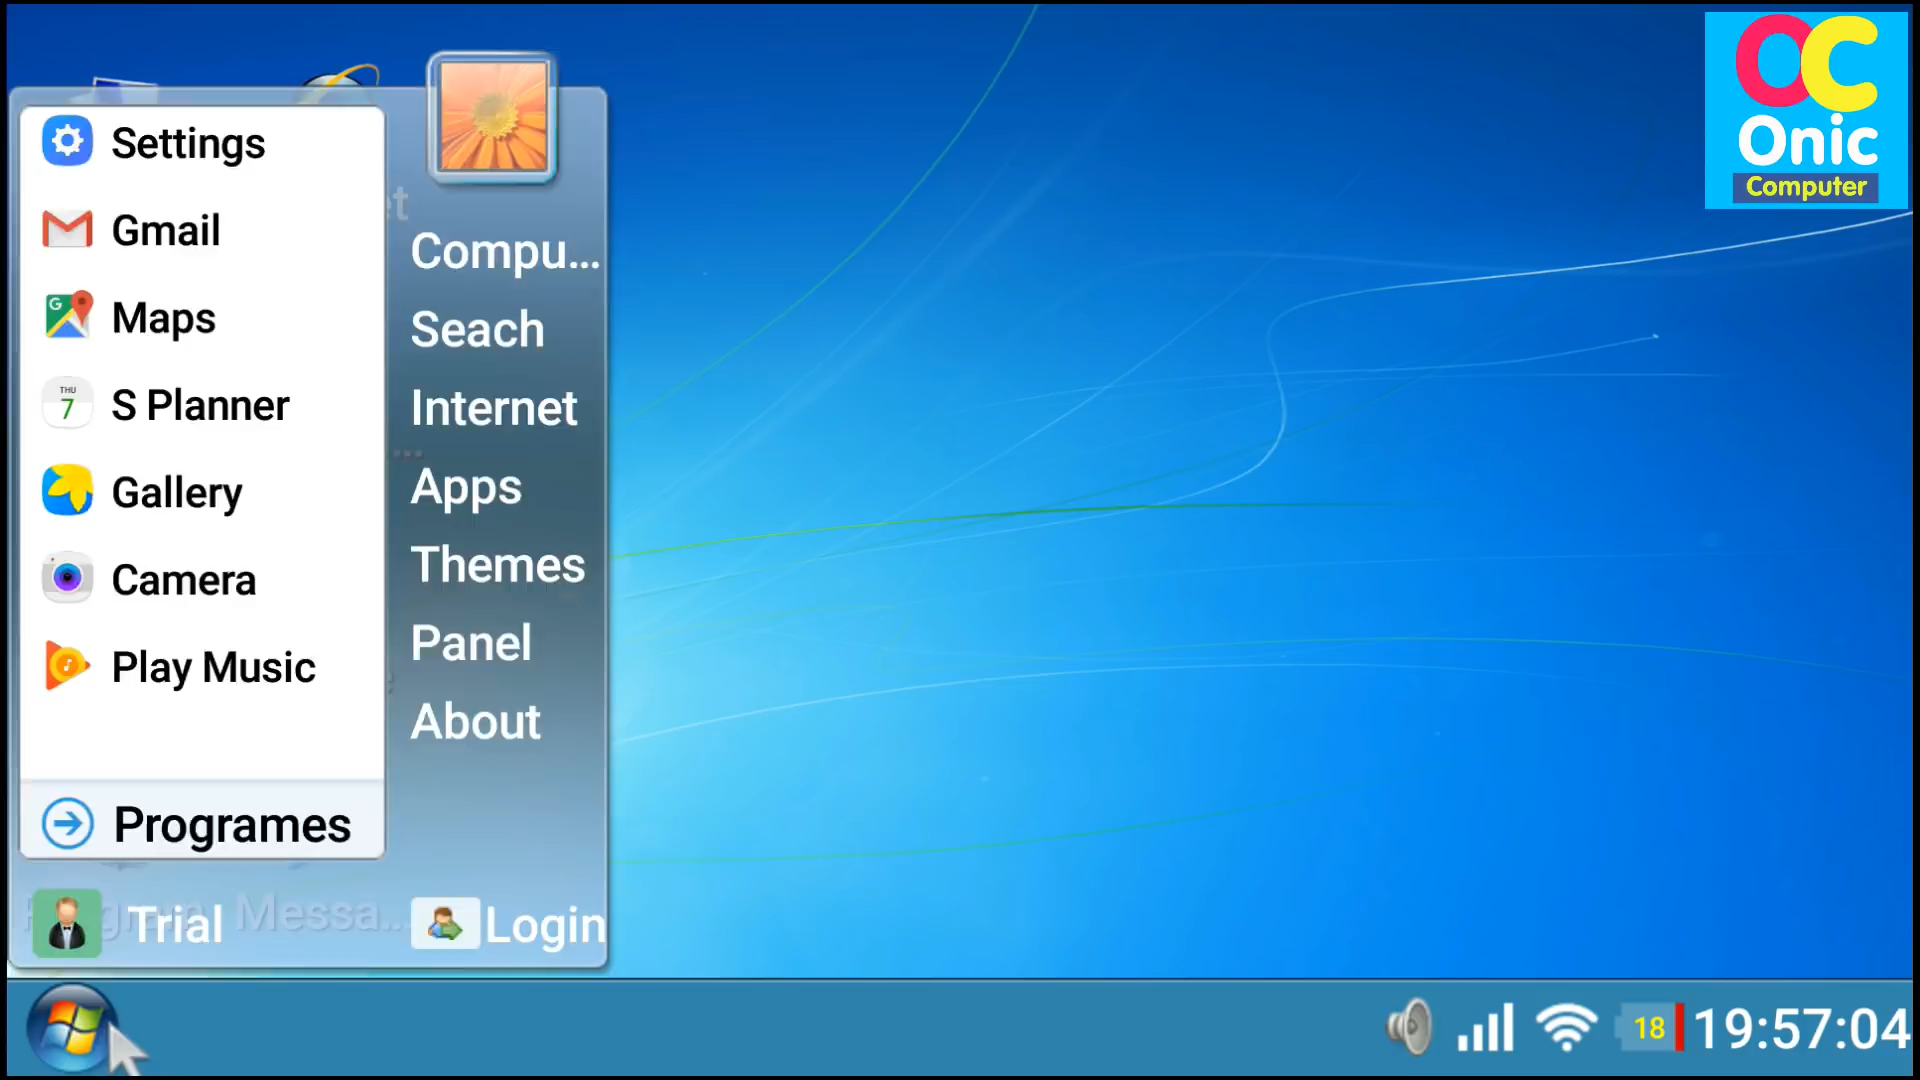 OC
Onic
Computer
Settings
Gmail
Maps
THU
7
S Planner
Gallery
Camera
Play Music
Programes
Trial
Compu...
Seach
Internet
Apps
Themes
Panel
About
Login
Messa...
18
19:57:04